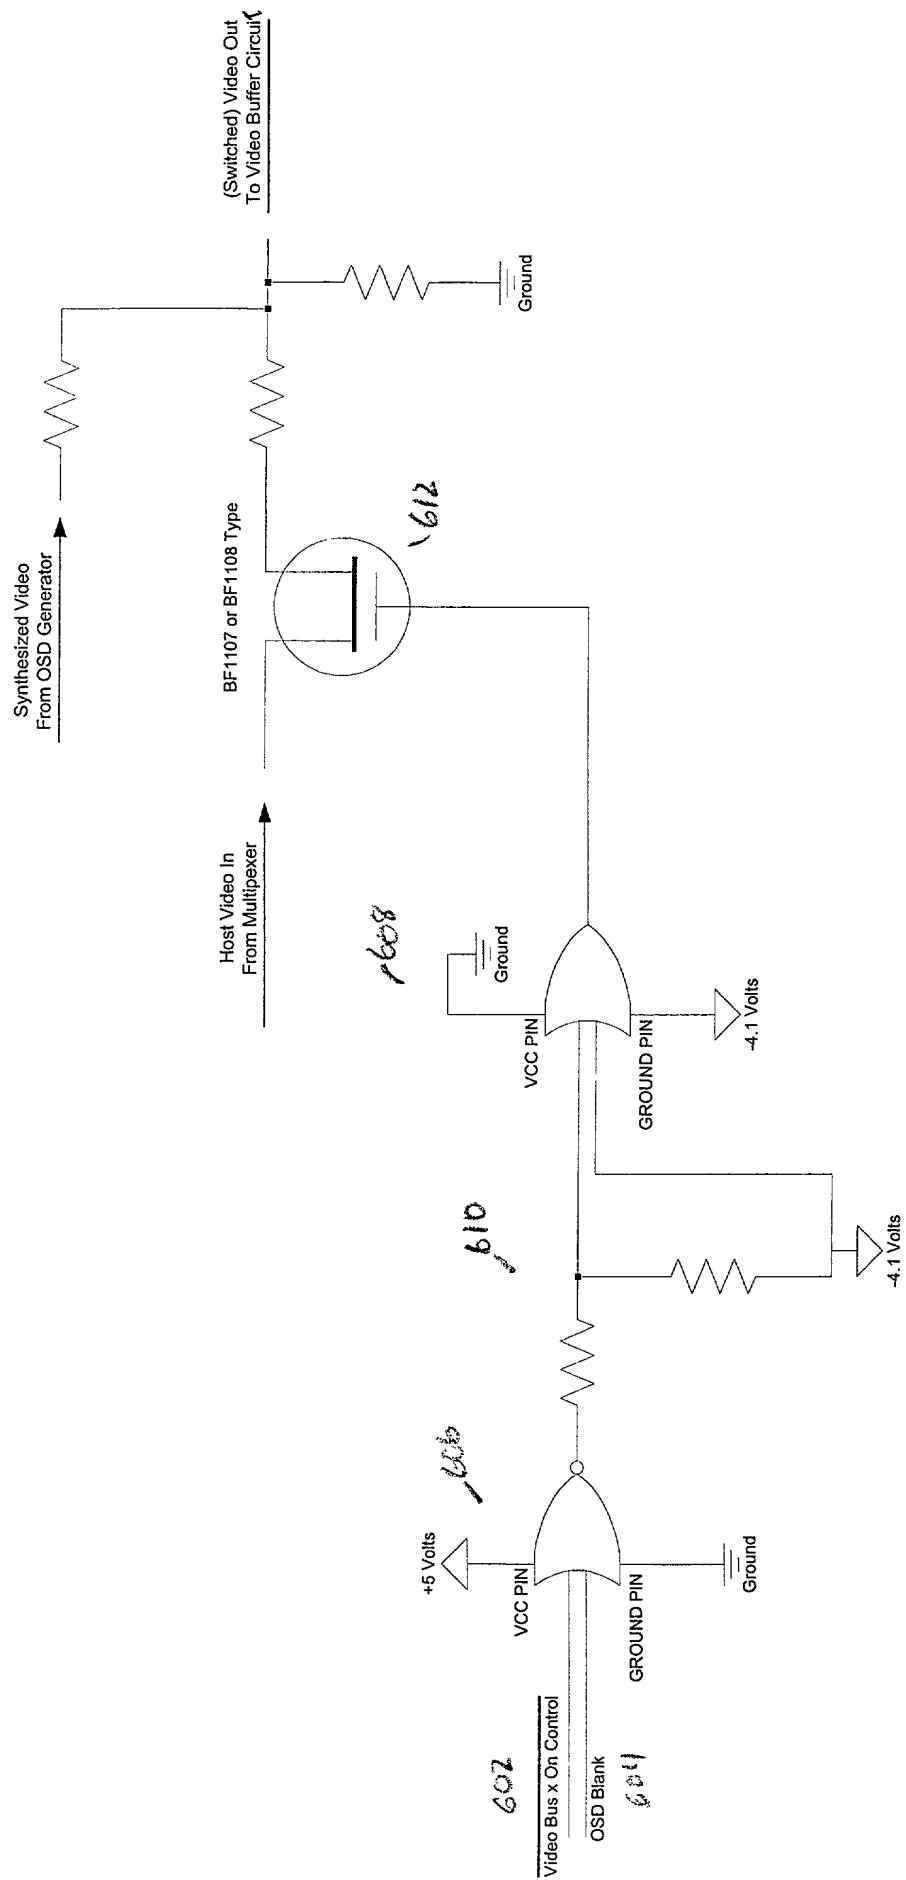 Synthesized Video
From OSD Generator
(Switched) Video Out
To Video Buffer Circuit
BF1107 or BF1108 Type
612
Ground
Host Video In
From Multipexer
608
Ground
VCC PIN
GROUND PIN
-4.1 Volts
610
-4.1 Volts
606
+5 Volts
VCC PIN
GROUND PIN
Ground
602
Video Bus x On Control
OSD Blank
604